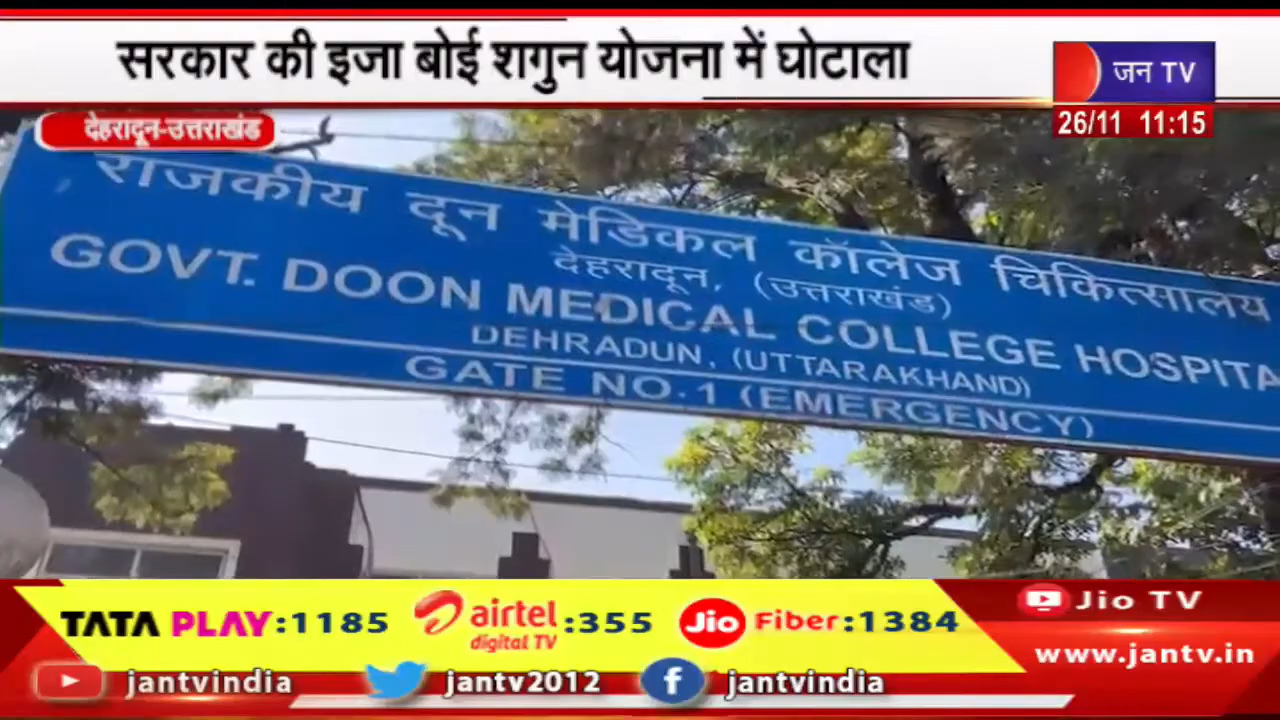 सरकार की इजा बोई शगुन योजना में घोटाला
जन TV
26/11 11:15
देहरादून-उत्तराखंड
राजकीय दून मेडिकल कॉलेज चिकित्सालय
देहरादून, (उत्तराखंड)
GOVT. DOON MEDICAL COLLEGE HOSPITA
DEHRADUN, (UTTARAKHAND)
GATE NO.1 (EMERGENCY)
TATA PLAY:1185
airtel digital TV:355
Jio Fiber:1384
Jio TV
www.jantv.in
jantvindia
jantv2012
jantvindia